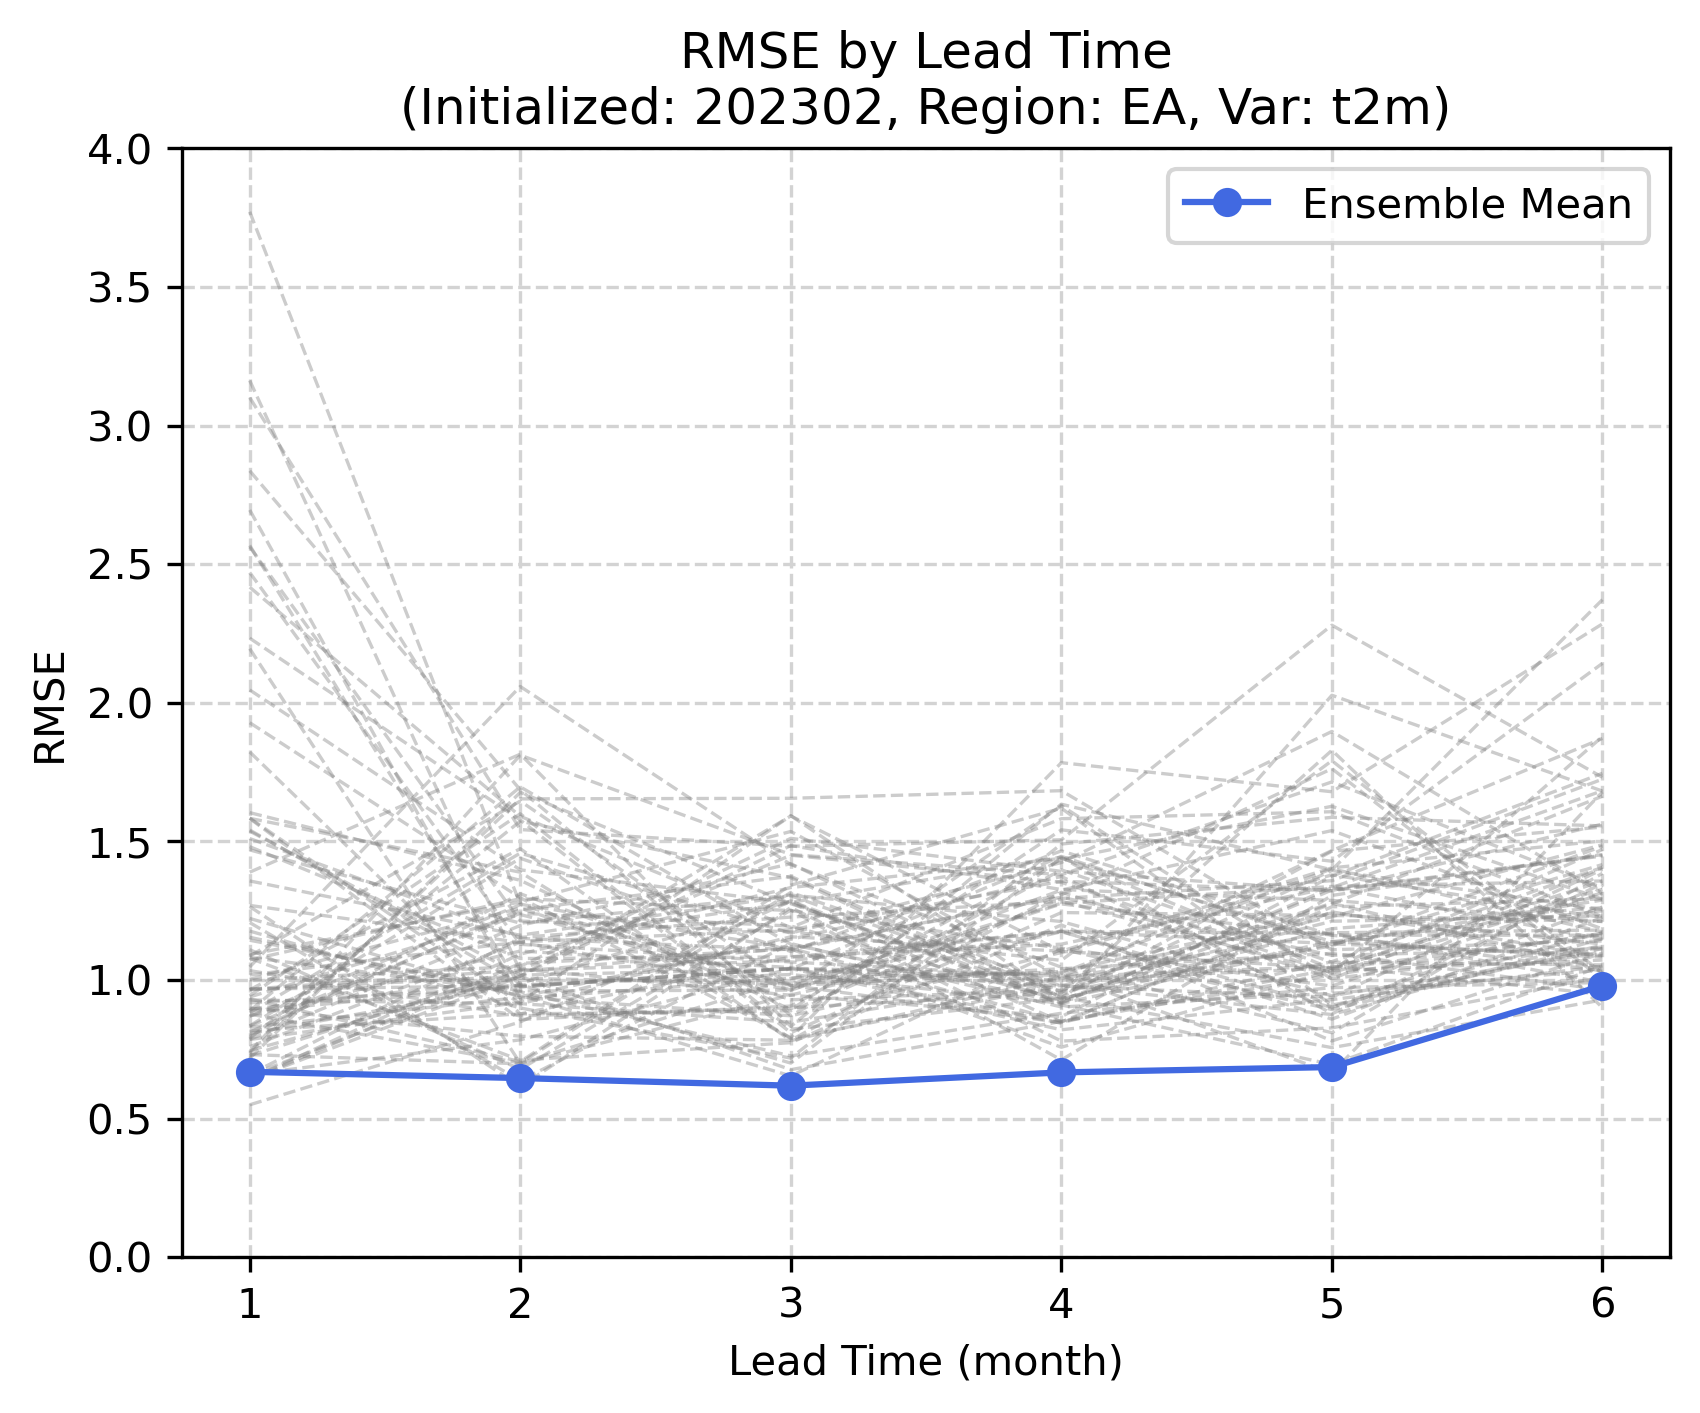 RMSE by Lead Time
(Initialized: 202302, Region: EA, Var: t2m)
4.0
3.5
3.0
2.5
2.0
1.5
1.0
0.5
0.0
RMSE
Ensemble Mean
1 2 3 4 5 6
Lead Time (month)